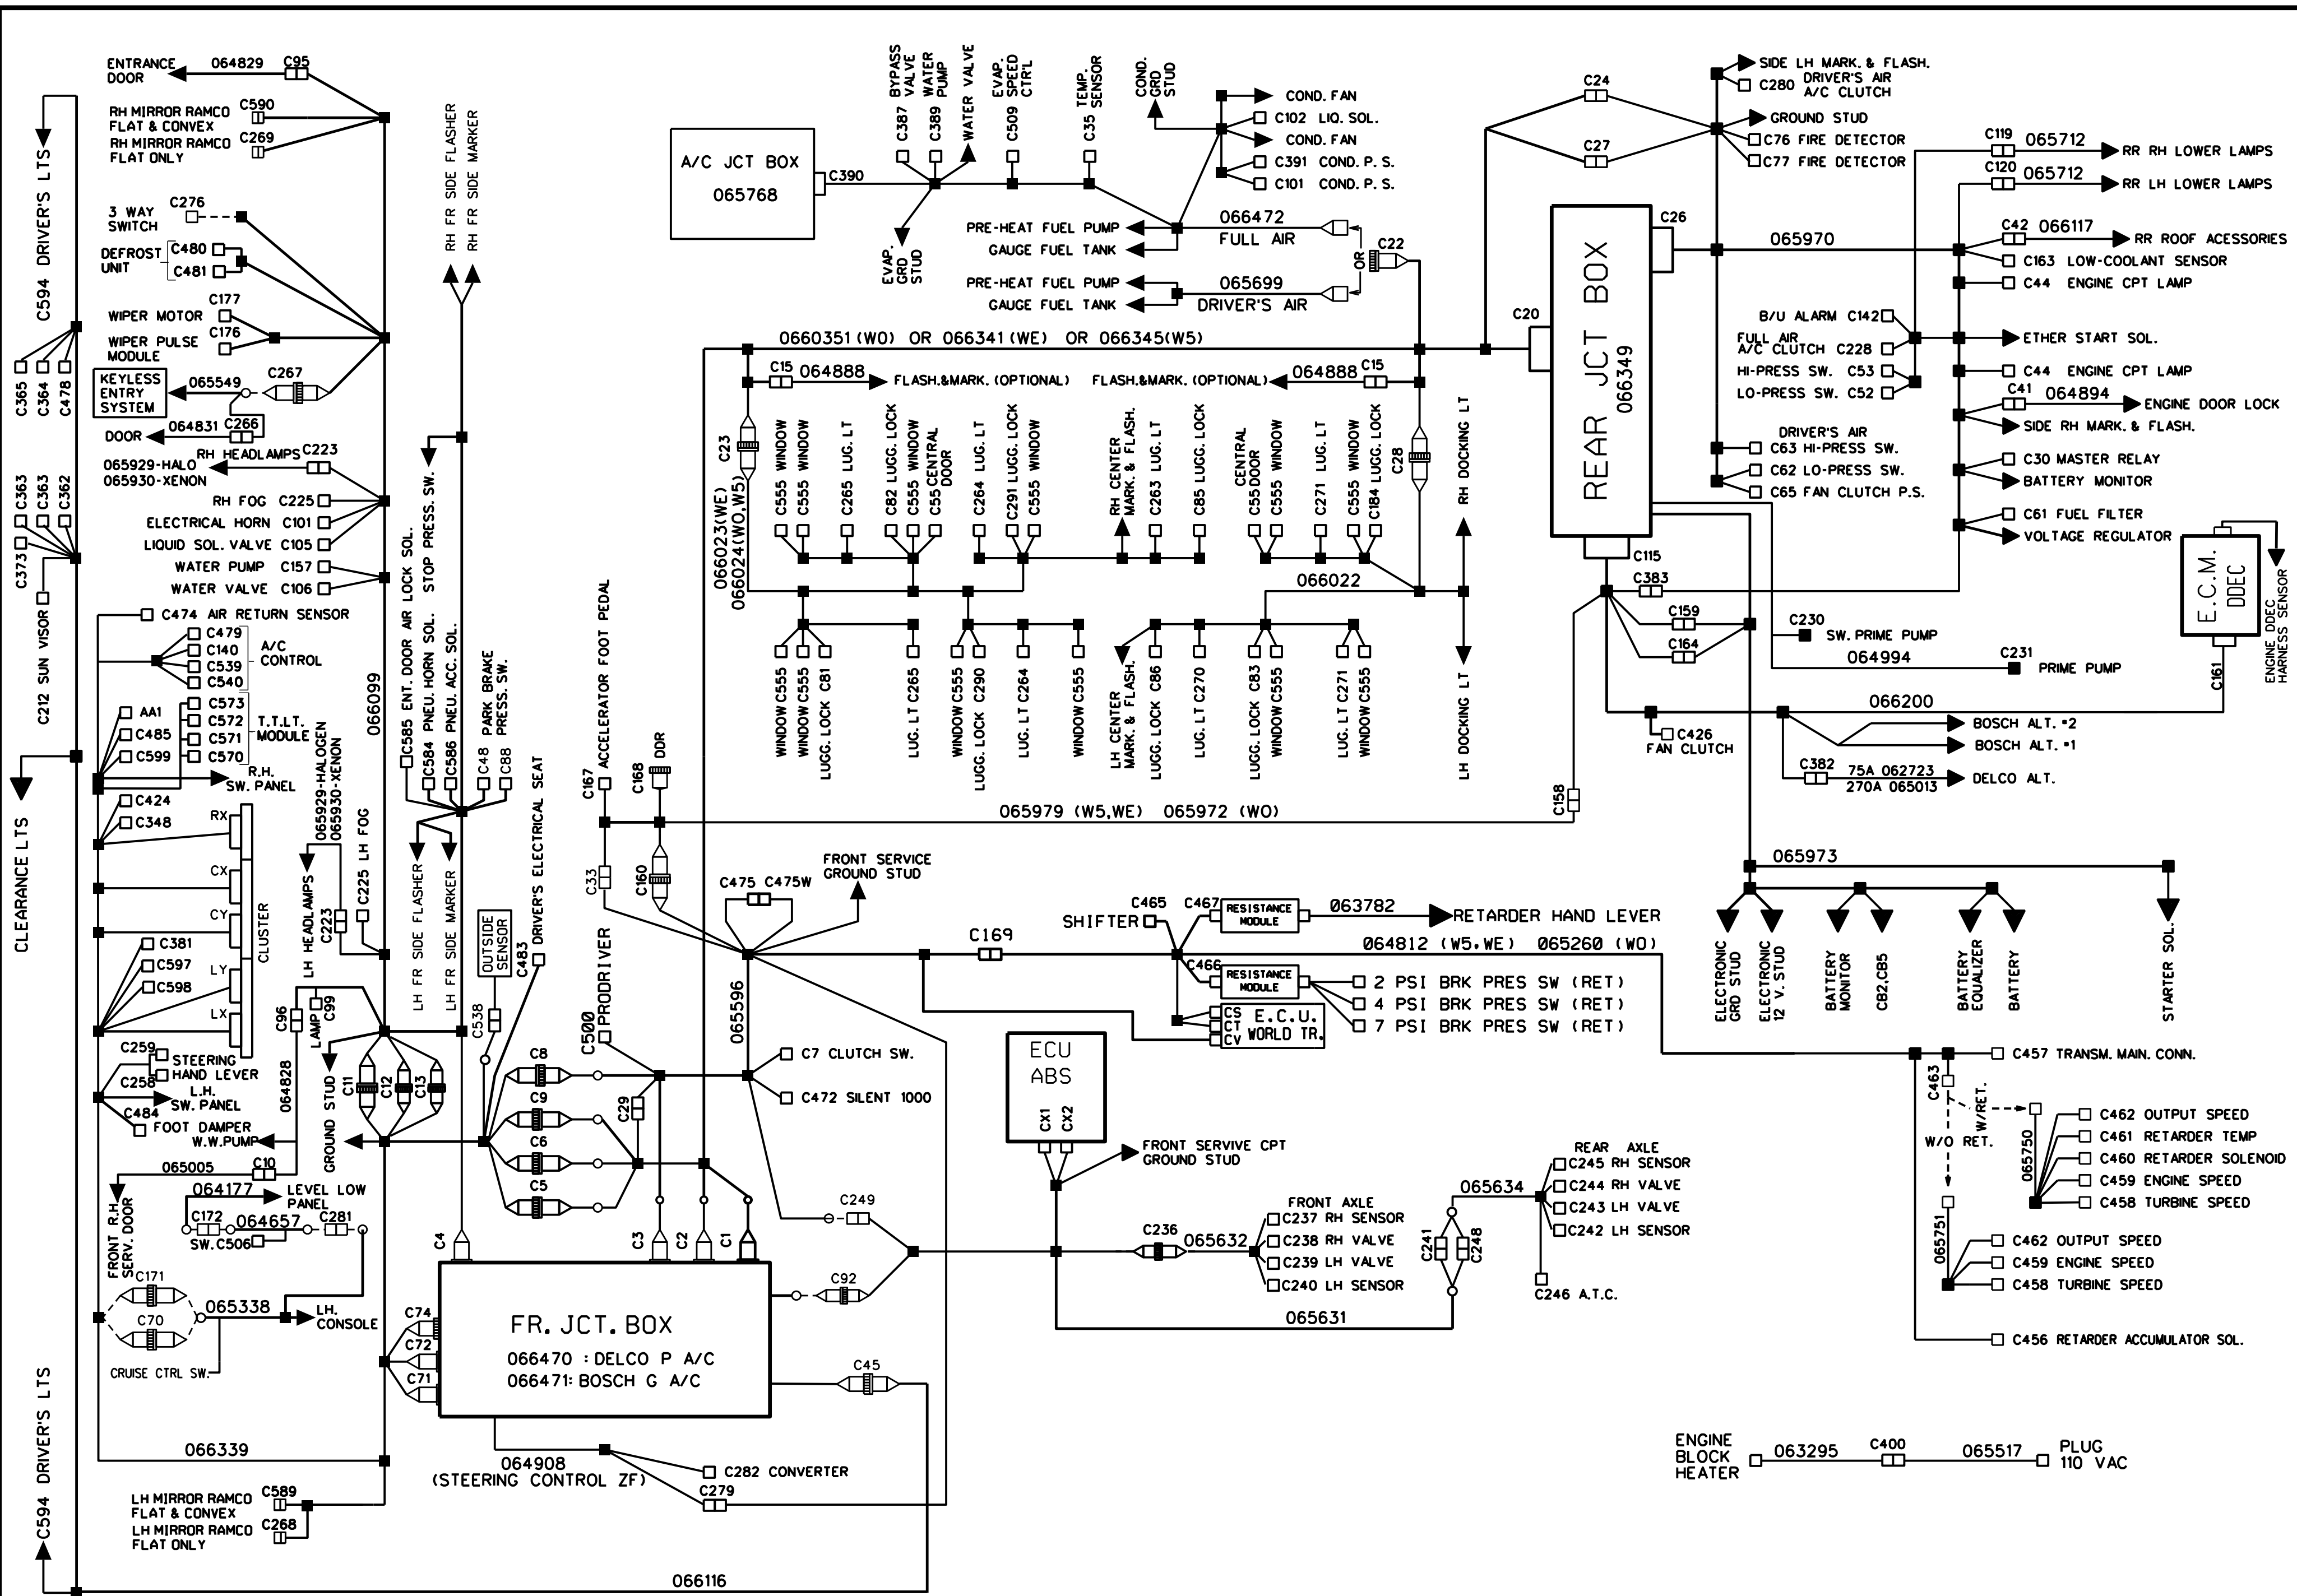 ENTRANCE
DOOR
064829
C95
RH MIRROR RAMCO
FLAT & CONVEX
C590
RH MIRROR RAMCO
FLAT ONLY
C269
3 WAY
SWITCH
C276
DEFROST
UNIT
C480
C481
WIPER MOTOR
C177
WIPER PULSE
MODULE
C176
KEYLESS
ENTRY
SYSTEM
065549
C267
DOOR
064831
C266
RH HEADLAMPS C223
065929-HALO
065930-XENON
RH FOG C225
ELECTRICAL HORN C101
LIQUID SOL. VALVE C105
WATER PUMP C157
WATER VALVE C106
C594 DRIVER'S LTS
C365
C364
C478
C363
C363
C362
C373
C212 SUN VISOR
CLEARANCE LTS
C594 DRIVER'S LTS
C474 AIR RETURN SENSOR
C479
C140
C539
C540
A/C
CONTROL
AA1
C485
C599
C573
C572
C571
C570
T.T.LT.
MODULE
R.H.
SW. PANEL
C424
C348
RX
CX
CY
LY
LX
CLUSTER
C381
C597
C598
C259
STEERING
HAND LEVER
C258
L.H.
SW. PANEL
C484
FOOT DAMPER
W.W.PUMP
065005
C10
064177
LEVEL LOW
PANEL
C172
064657
C281
SW. C506
FRONT R.H.
SERV. DOOR
C171
C70
065338
LH.
CONSOLE
CRUISE CTRL SW.
066339
LH MIRROR RAMCO
FLAT & CONVEX
C589
LH MIRROR RAMCO
FLAT ONLY
C268
066116
066099
065929-HALOGEN
065930-XENON
LH HEADLAMPS
C223
C225 LH FOG
C96
LAMP C99
064828
GROUND STUD
GROUND STUD
C11
C12
C13
RH FR SIDE FLASHER
RH FR SIDE MARKER
STOP PRESS. SW.
C585 ENT. DOOR AIR LOCK SOL.
C584 PNEU. HORN SOL.
C586 PNEU. ACC. SOL.
C48 PARK BRAKE
PRESS. SW.
C88
LH FR SIDE FLASHER
LH FR SIDE MARKER
OUTSIDE
SENSOR
C538
C483 DRIVER'S ELECTRICAL SEAT
C500 PRODRIVER
C8
C9
C6
C5
C29
C4
C3
C2
C1
C74
C72
C71
FR. JCT. BOX
066470 : DELCO P A/C
066471: BOSCH G A/C
C92
C249
C45
064908
(STEERING CONTROL ZF)
C282 CONVERTER
C279
A/C JCT BOX
065768
C390
C387 BYPASS
VALVE
C389 WATER
PUMP
WATER VALVE
C509 EVAP.
SPEED
CTR'L
C35 TEMP.
SENSOR
COND.
GRD
STUD
EVAP.
GRD
STUD
COND. FAN
C102 LIQ. SOL.
COND. FAN
C391 COND. P. S.
C101 COND. P. S.
PRE-HEAT FUEL PUMP
GAUGE FUEL TANK
066472
FULL AIR
PRE-HEAT FUEL PUMP
GAUGE FUEL TANK
065699
DRIVER'S AIR
OR
C22
0660351 (W0) OR 066341 (WE) OR 066345(W5)
C15
064888
FLASH.&MARK. (OPTIONAL)
FLASH.&MARK. (OPTIONAL)
064888
C15
C23
066023(WE)
066024(WO,W5)
C28
C555 WINDOW
C555 WINDOW
C265 LUG. LT
C82 LUGG. LOCK
C555 WINDOW
C55 CENTRAL
DOOR
C264 LUG. LT
C291 LUGG. LOCK
C555 WINDOW
RH CENTER
MARK. & FLASH.
C263 LUG. LT
C85 LUGG. LOCK
CENTRAL
C55 DOOR
C555 WINDOW
C271 LUG. LT
C555 WINDOW
C184 LUGG. LOCK
RH DOCKING LT
066022
WINDOW C555
WINDOW C555
LUGG. LOCK C81
LUG. LT C265
WINDOW C555
LUGG. LOCK C290
LUG. LT C264
WINDOW C555
LH CENTER
MARK. & FLASH.
LUGG. LOCK C86
LUG. LT C270
LUGG. LOCK C83
WINDOW C555
LUG. LT C271
WINDOW C555
LH DOCKING LT
C167 ACCELERATOR FOOT PEDAL
C168 DDR
065979 (W5,WE) 065972 (WO)
C158
C33
C160
C475 C475W
FRONT SERVICE
GROUND STUD
065596
C7 CLUTCH SW.
C472 SILENT 1000
C169
SHIFTER
C465
C467
RESISTANCE
MODULE
063782
RETARDER HAND LEVER
064812 (W5,WE) 065260 (WO)
C466
RESISTANCE
MODULE
2 PSI BRK PRES SW (RET)
4 PSI BRK PRES SW (RET)
7 PSI BRK PRES SW (RET)
CS
CT
CV
E.C.U.
WORLD TR.
ECU
ABS
CX1
CX2
FRONT SERVIVE CPT
GROUND STUD
C236
065632
FRONT AXLE
C237 RH SENSOR
C238 RH VALVE
C239 LH VALVE
C240 LH SENSOR
C241
C248
065631
065634
REAR AXLE
C245 RH SENSOR
C244 RH VALVE
C243 LH VALVE
C242 LH SENSOR
C246 A.T.C.
C24
C27
SIDE LH MARK. & FLASH.
C280 DRIVER'S AIR
A/C CLUTCH
GROUND STUD
C76 FIRE DETECTOR
C77 FIRE DETECTOR
REAR JCT BOX
066349
C20
C26
C115
065970
C119
065712
RR RH LOWER LAMPS
C120
065712
RR LH LOWER LAMPS
C42
066117
RR ROOF ACESSORIES
C163 LOW-COOLANT SENSOR
C44 ENGINE CPT LAMP
B/U ALARM C142
FULL AIR
A/C CLUTCH C228
HI-PRESS SW. C53
LO-PRESS SW. C52
ETHER START SOL.
C44 ENGINE CPT LAMP
C41
064894
ENGINE DOOR LOCK
SIDE RH MARK. & FLASH.
DRIVER'S AIR
C63 HI-PRESS SW.
C62 LO-PRESS SW.
C65 FAN CLUTCH P.S.
C30 MASTER RELAY
BATTERY MONITOR
C61 FUEL FILTER
VOLTAGE REGULATOR
E.C.M.
DDEC
ENGINE DDEC
HARNESS SENSOR
C161
C383
C159
C164
C230
SW. PRIME PUMP
064994
C231
PRIME PUMP
066200
C426
FAN CLUTCH
BOSCH ALT. #2
BOSCH ALT. #1
C382
75A 062723
270A 065013
DELCO ALT.
065973
ELECTRONIC
GRD STUD
ELECTRONIC
12 V. STUD
BATTERY
MONITOR
CB2,CB5
BATTERY
EQUALIZER
BATTERY
STARTER SOL.
C457 TRANSM. MAIN. CONN.
C463
W/RET.
W/O RET.
065750
C462 OUTPUT SPEED
C461 RETARDER TEMP
C460 RETARDER SOLENOID
C459 ENGINE SPEED
C458 TURBINE SPEED
065751
C462 OUTPUT SPEED
C459 ENGINE SPEED
C458 TURBINE SPEED
C456 RETARDER ACCUMULATOR SOL.
ENGINE
BLOCK
HEATER
063295
C400
065517
PLUG
110 VAC